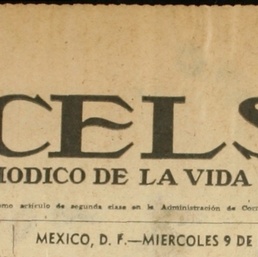 CELS
IODICO DE LA VIDA
omo artículo de segunda clase en la Administración de Corr
MEXICO, D. F.—MIERCOLES 9 DE